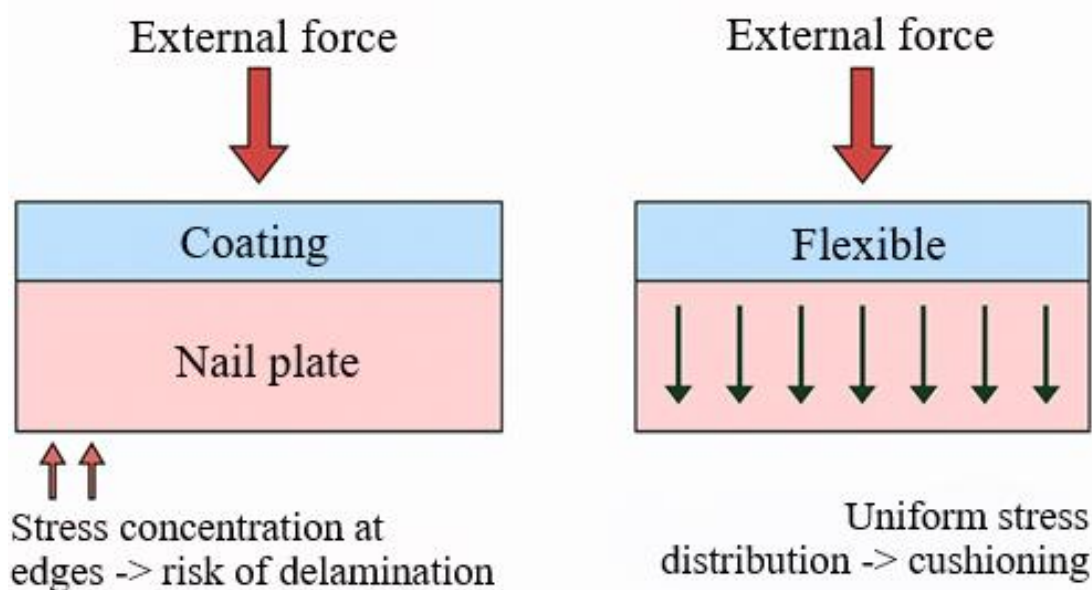 External force
Coating
Nail plate
Stress concentration at
edges -> risk of delamination
External force
Flexible
Uniform stress
distribution -> cushioning